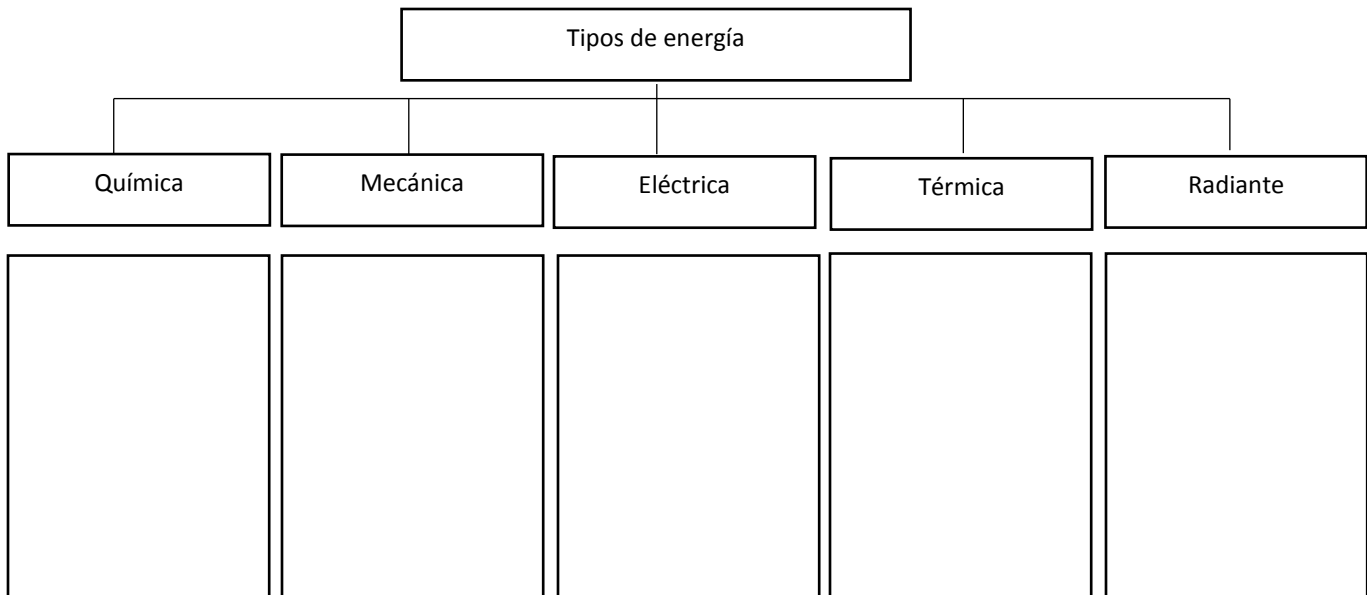 Tipos de energía
Química
Mecánica
Eléctrica
Térmica
Radiante